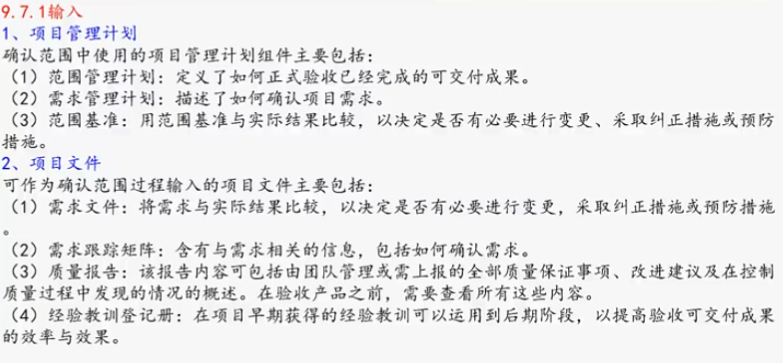 9.7.1输入
1、项目管理计划
确认范围中使用的项目管理计划组件主要包括：
（1）范围管理计划：定义了如何正式验收已经完成的可交付成果。
（2）需求管理计划：描述了如何确认项目需求。
（3）范围基准：用范围基准与实际结果比较，以决定是否有必要进行变更、采取纠正措施或预防
措施。
2、项目文件
可作为确认范围过程输入的项目文件主要包括：
（1）需求文件：将需求与实际结果比较，以决定是否有必要进行变更，采取纠正措施或预防措施
。
（2）需求跟踪矩阵：含有与需求相关的信息，包括如何确认需求。
（3）质量报告：该报告内容可包括由团队管理或需上报的全部质量保证事项、改进建议及在控制
质量过程中发现的情况的概述。在验收产品之前，需要查看所有这些内容。
（4）经验教训登记册：在项目早期获得的经验教训可以运用到后期阶段，以提高验收可交付成果
的效率与效果。